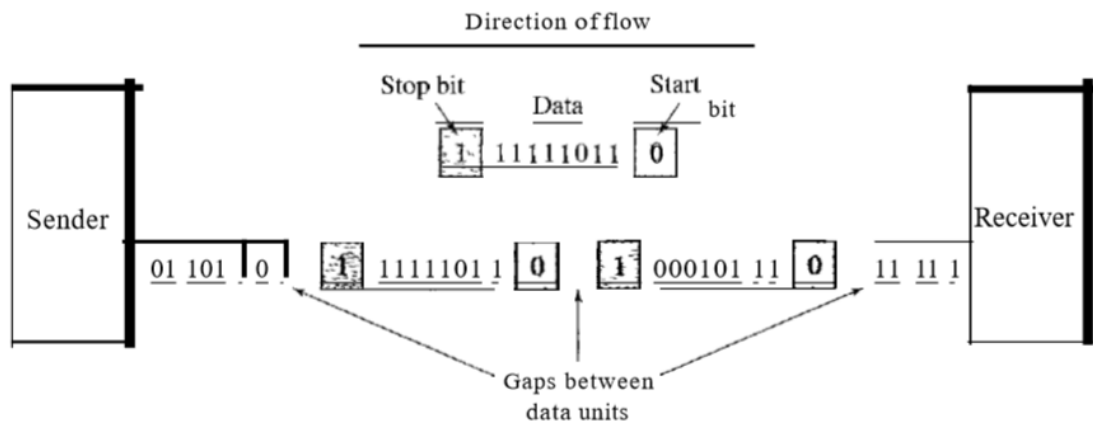 Direction of flow
Stop bit Data Start bit
1 11111011 0
Sender
Receiver
01 101 0 1 1111101 1 0 1 000101 11 0 11 11 1
Gaps between
data units